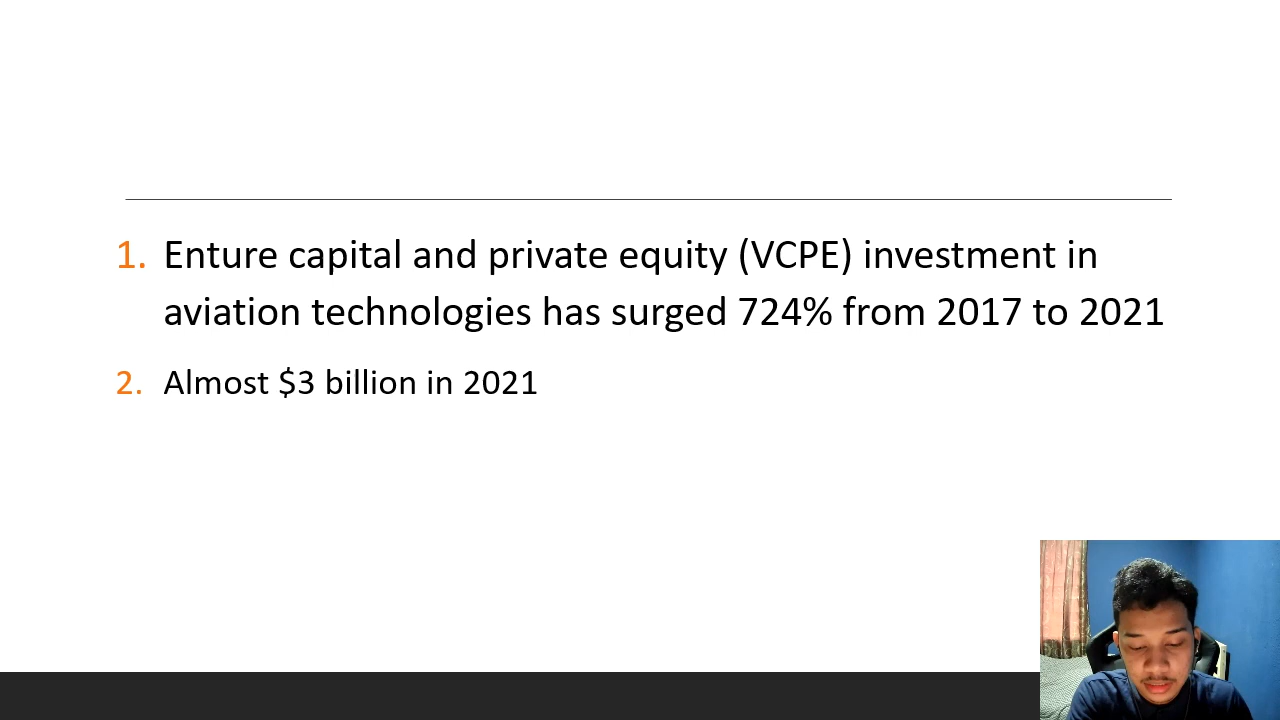 1. Enture capital and private equity (VCPE) investment in
aviation technologies has surged 724% from 2017 to 2021
2. Almost $3 billion in 2021